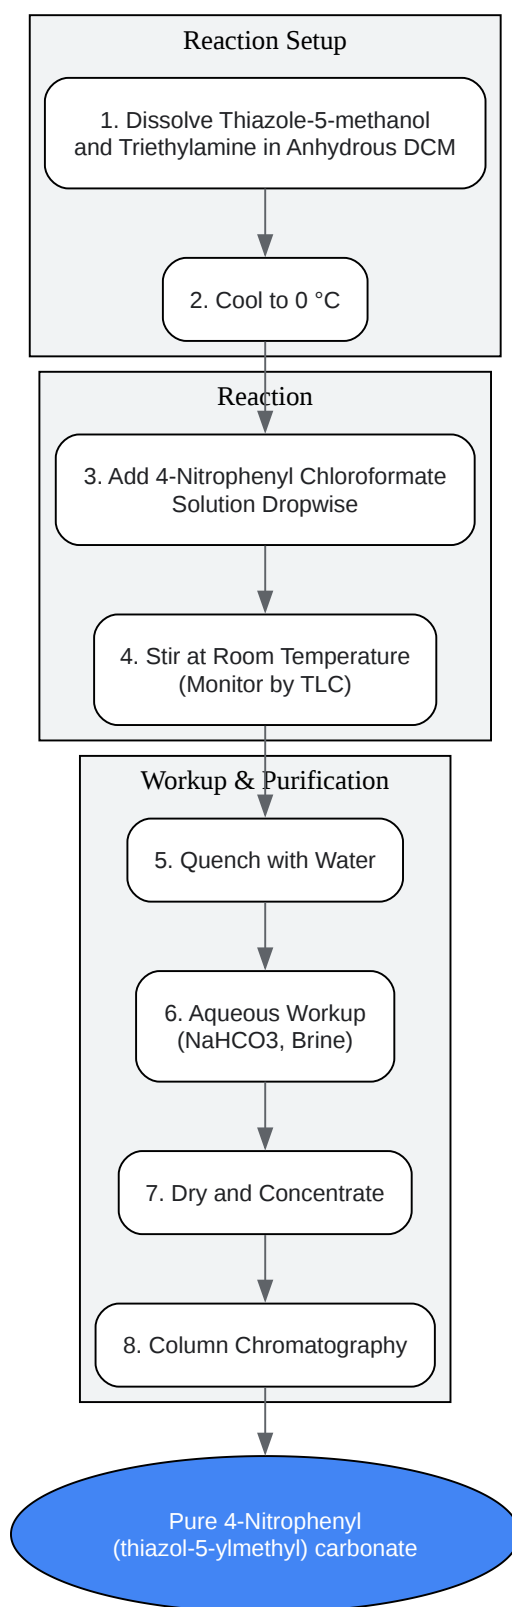 Reaction Setup
1. Dissolve Thiazole-5-methanol
and Triethylamine in Anhydrous DCM
2. Cool to 0 °C
Reaction
3. Add 4-Nitrophenyl Chloroformate
Solution Dropwise
4. Stir at Room Temperature
(Monitor by TLC)
Workup & Purification
5. Quench with Water
6. Aqueous Workup
(NaHCO3, Brine)
7. Dry and Concentrate
8. Column Chromatography
Pure 4-Nitrophenyl
(thiazol-5-ylmethyl) carbonate